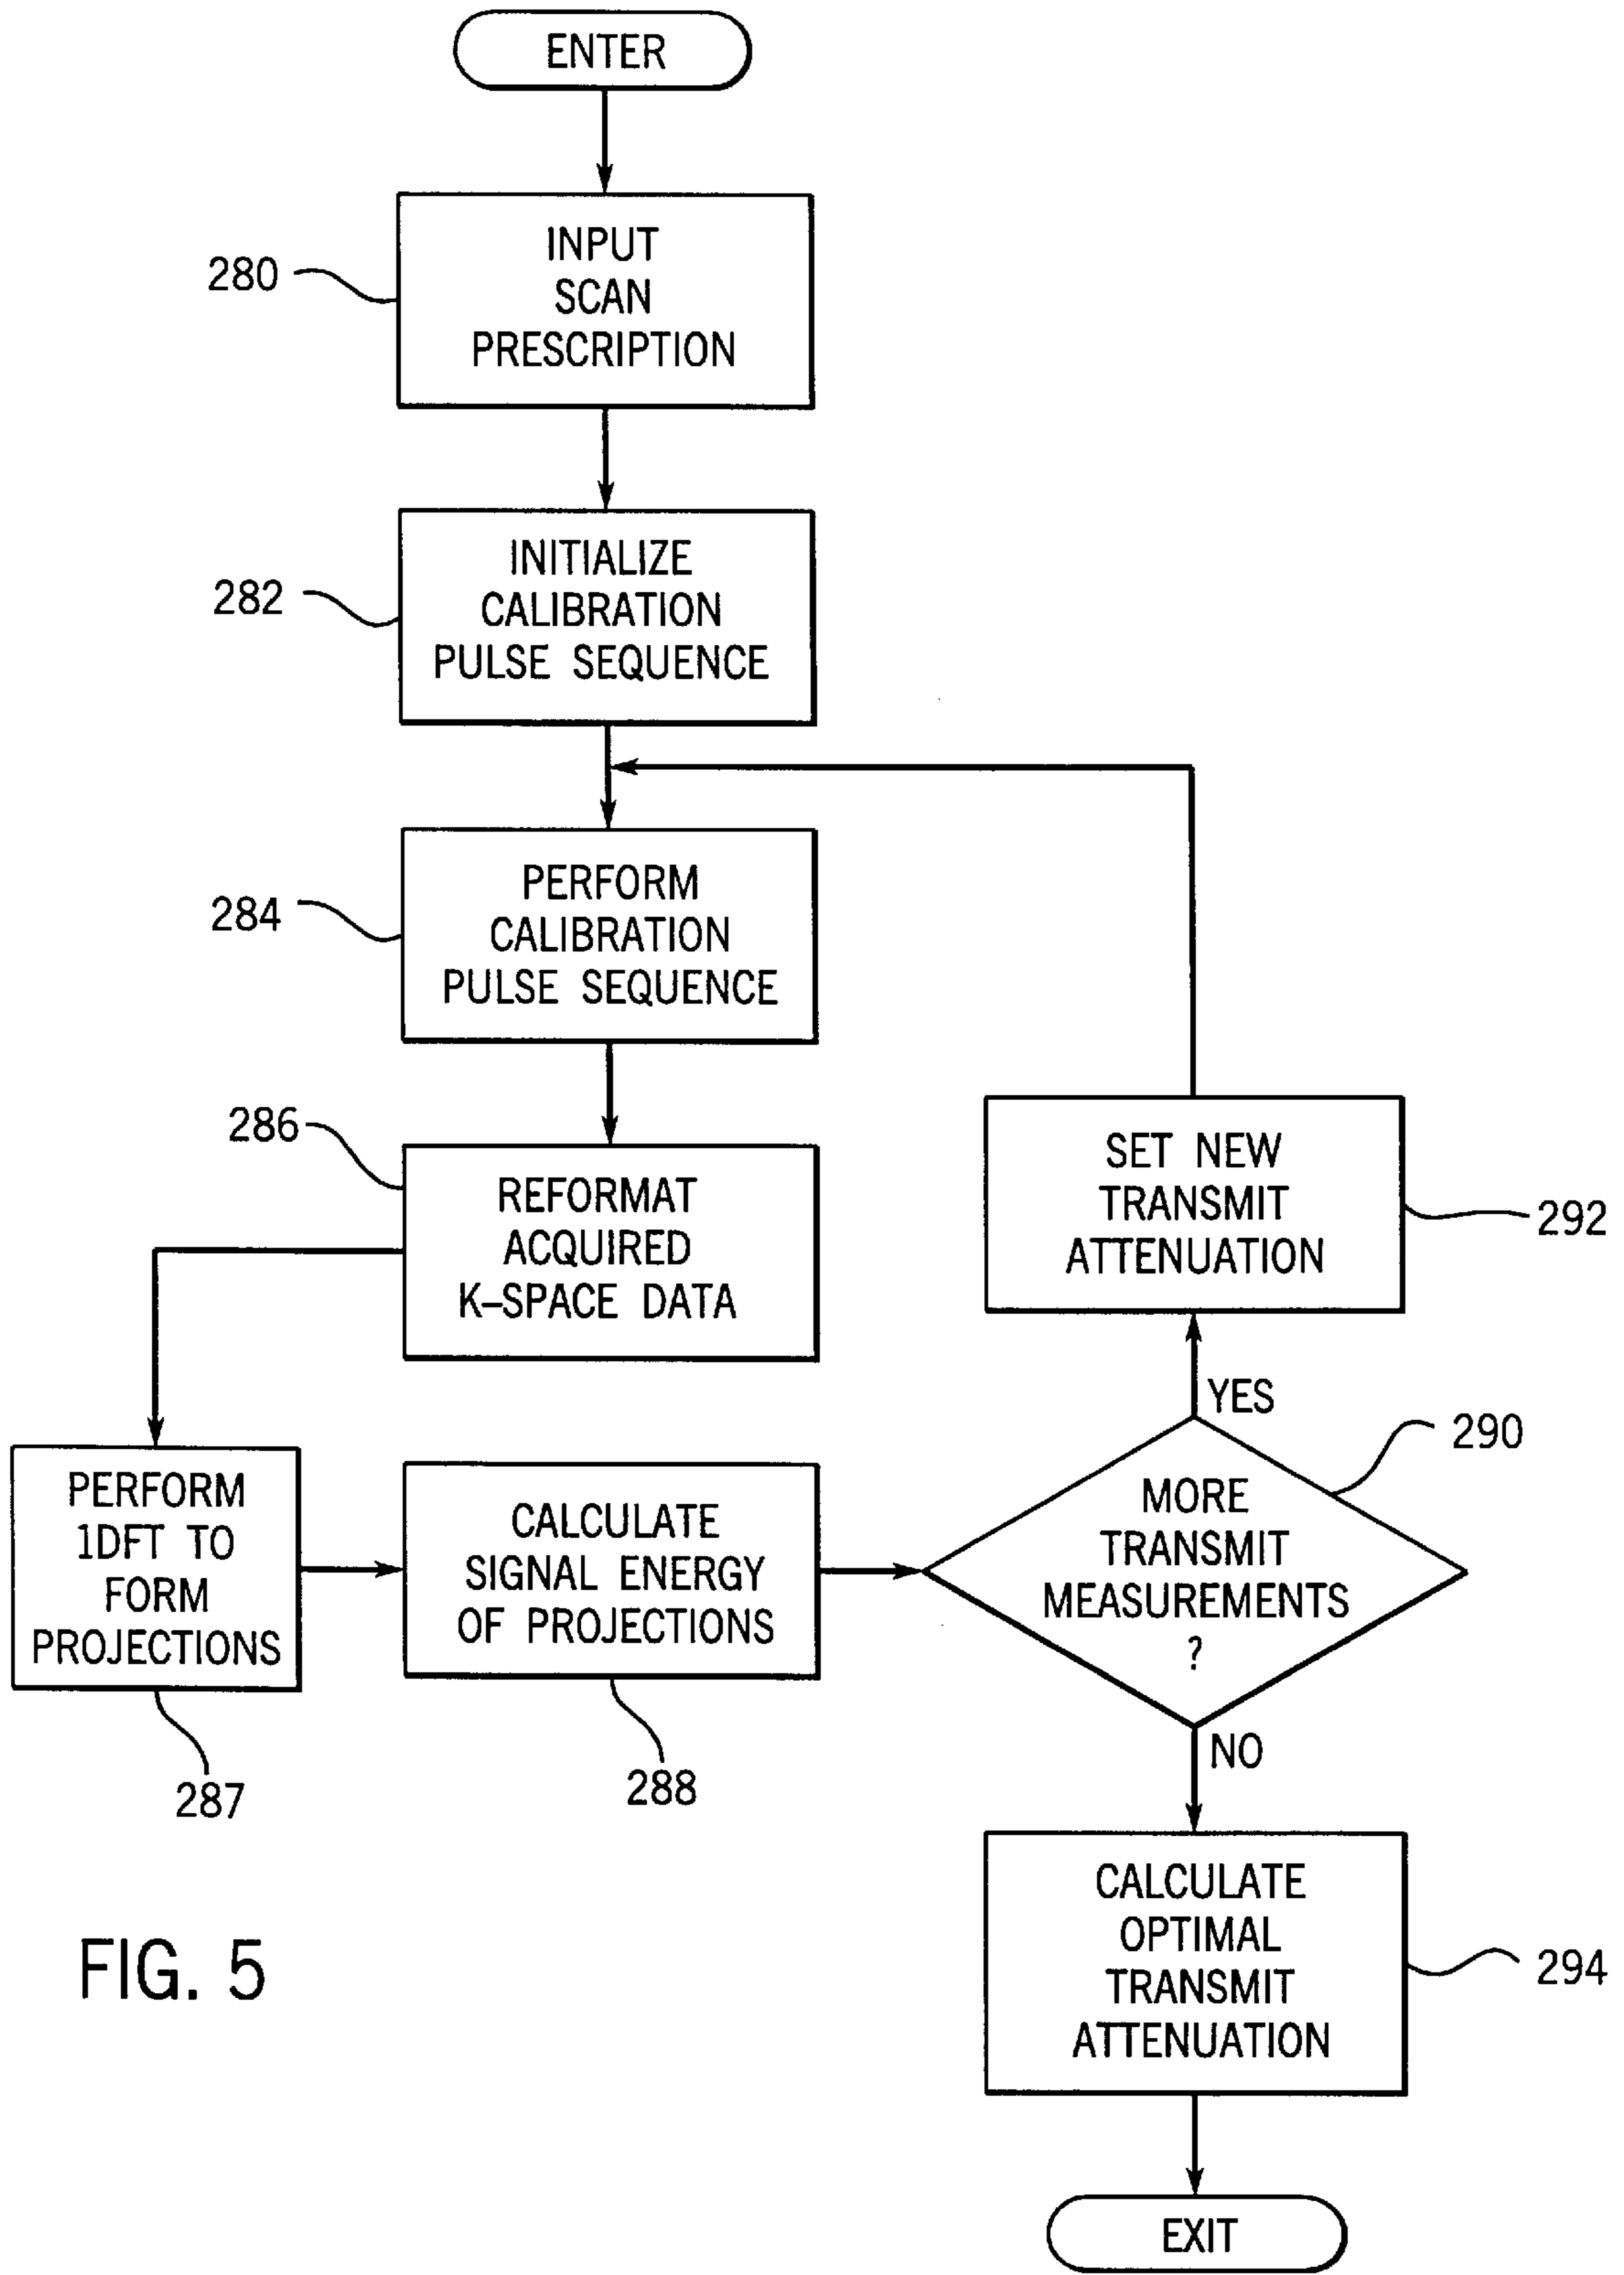 ENTER
INPUT
SCAN
PRESCRIPTION
280
INITIALIZE
CALIBRATION
PULSE SEQUENCE
282
PERFORM
CALIBRATION
PULSE SEQUENCE
284
286
REFORMAT
ACQUIRED
K–SPACE DATA
PERFORM
1DFT TO
FORM
PROJECTIONS
287
CALCULATE
SIGNAL ENERGY
OF PROJECTIONS
288
MORE
TRANSMIT
MEASUREMENTS
?
290
YES
SET NEW
TRANSMIT
ATTENUATION
292
NO
CALCULATE
OPTIMAL
TRANSMIT
ATTENUATION
294
EXIT
FIG. 5